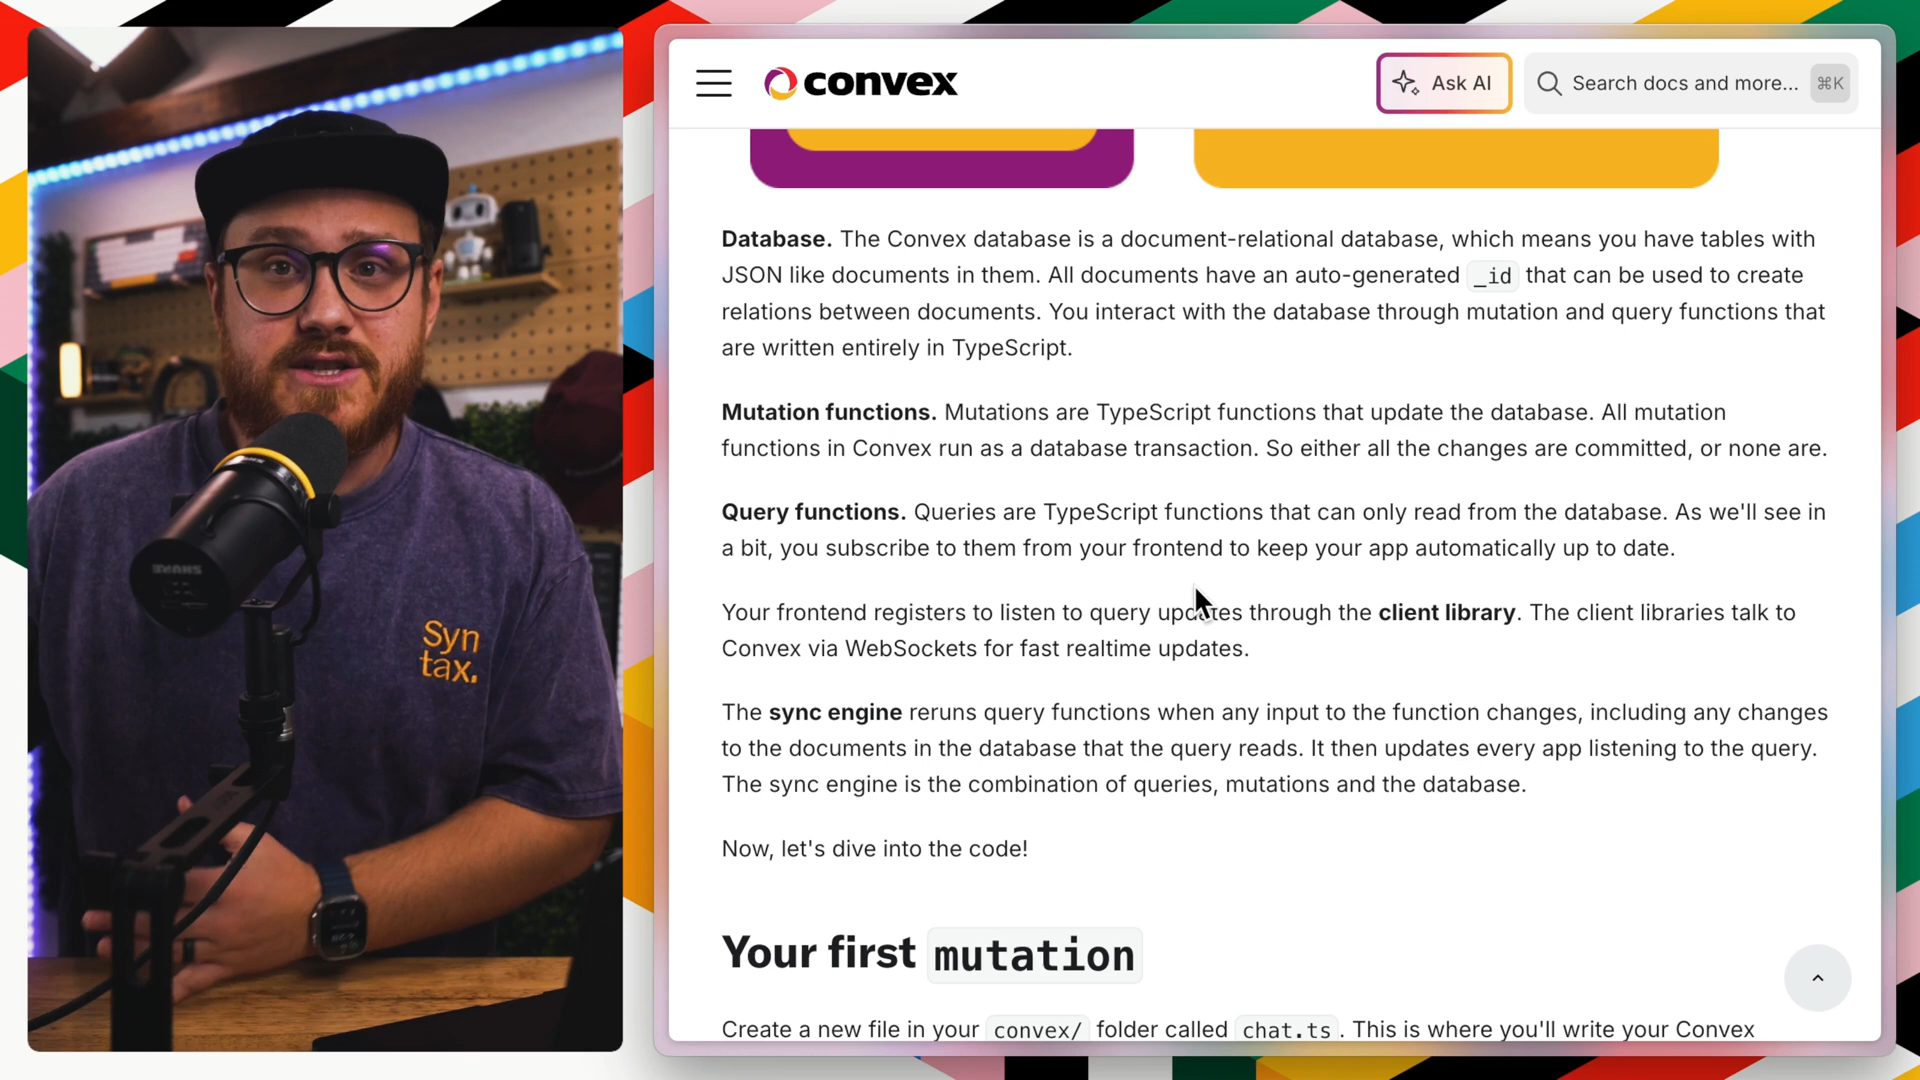 Syn
tax.
convex
Ask AI
Search docs and more... ⌘K
Database. The Convex database is a document-relational database, which means you have tables with
JSON like documents in them. All documents have an auto-generated _id that can be used to create
relations between documents. You interact with the database through mutation and query functions that
are written entirely in TypeScript.
Mutation functions. Mutations are TypeScript functions that update the database. All mutation
functions in Convex run as a database transaction. So either all the changes are committed, or none are.
Query functions. Queries are TypeScript functions that can only read from the database. As we'll see in
a bit, you subscribe to them from your frontend to keep your app automatically up to date.
Your frontend registers to listen to query updates through the client library. The client libraries talk to
Convex via WebSockets for fast realtime updates.
The sync engine reruns query functions when any input to the function changes, including any changes
to the documents in the database that the query reads. It then updates every app listening to the query.
The sync engine is the combination of queries, mutations and the database.
Now, let's dive into the code!
Your first mutation
Create a new file in your convex/ folder called chat.ts. This is where you'll write your Convex